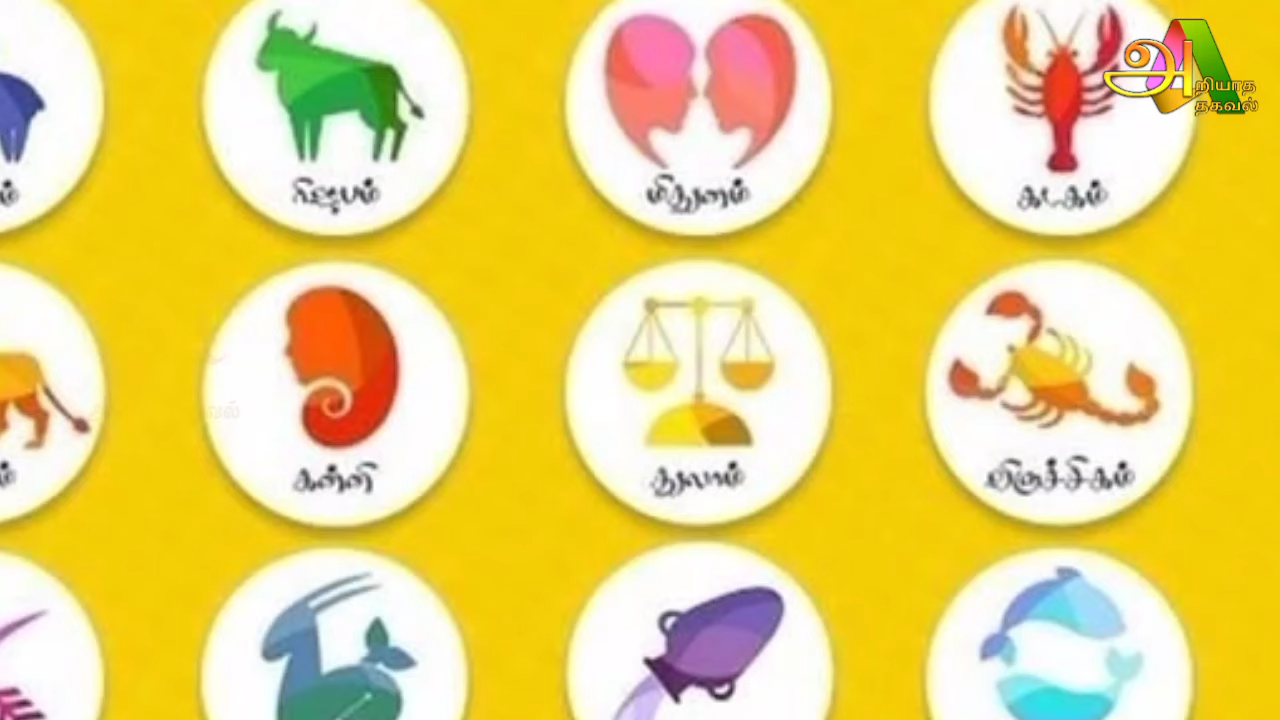 அறியாத
தகவல்
ரிஷபம்
மிதுனம்
கடகம்
கன்னி
துலாம்
விருச்சிகம்